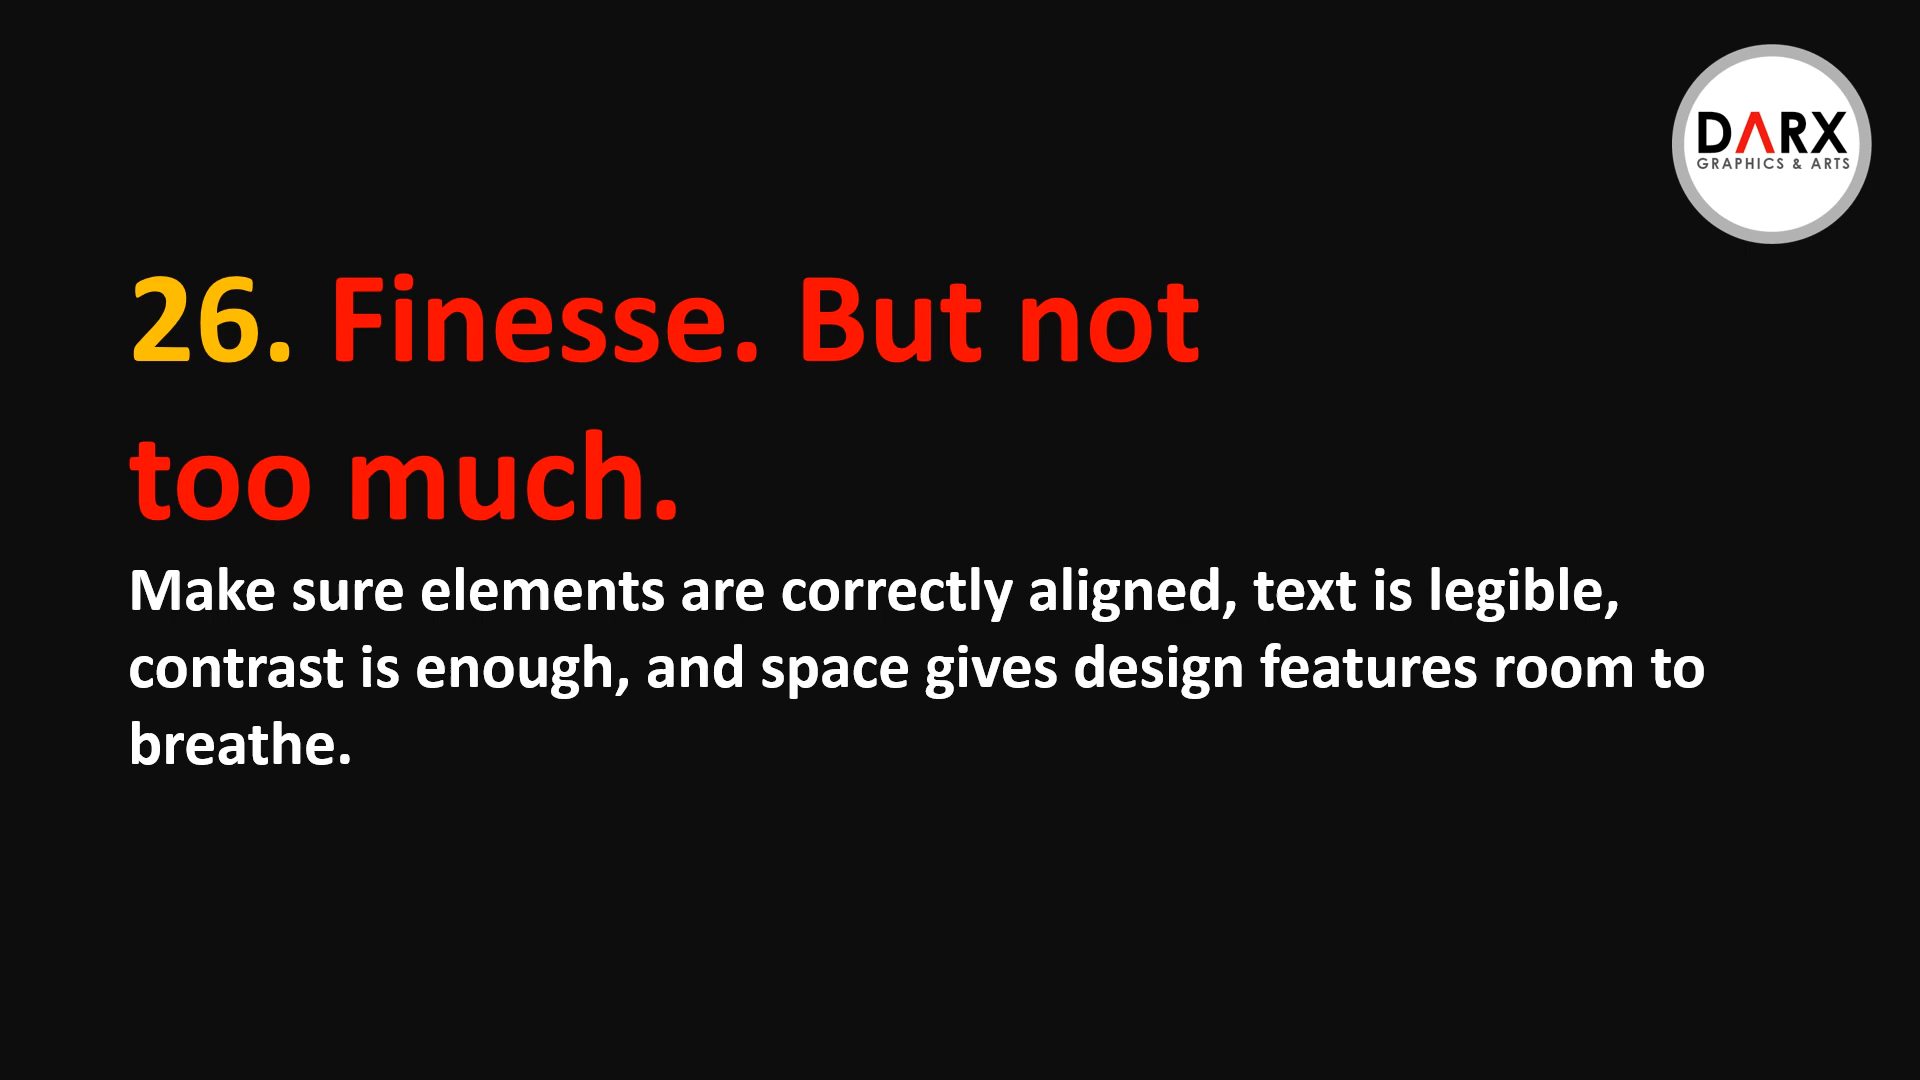 DARX
GRAPHICS & ARTS
26. Finesse. But not
too much.
Make sure elements are correctly aligned, text is legible,
contrast is enough, and space gives design features room to
breathe.